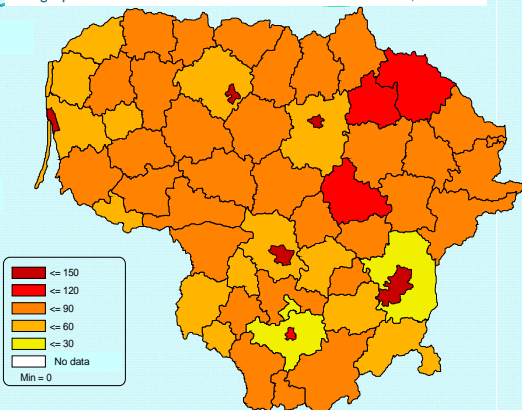 <= 150
<= 120
<= 90
<= 60
<= 30
No data
Min = 0